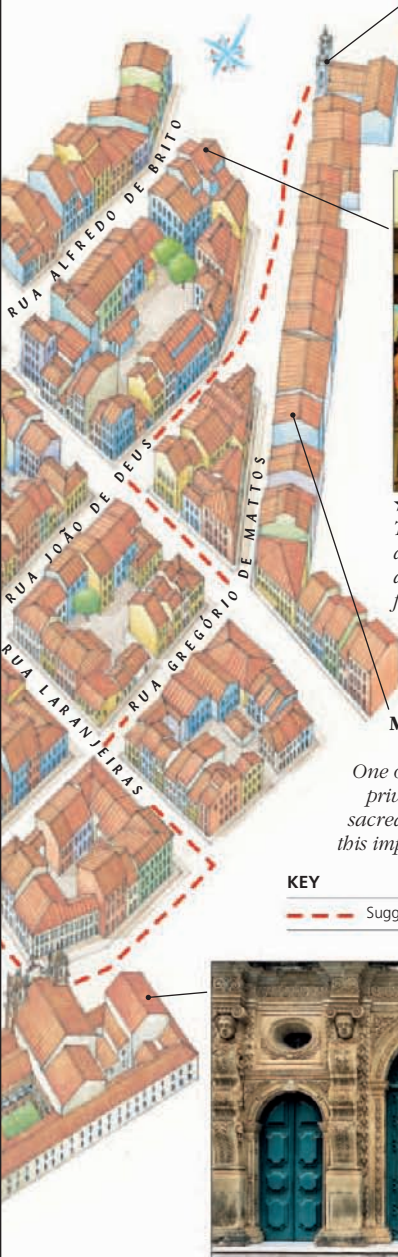 RUA ALFREDO DE BRITO
RUA JOÃO DE DEUS
RUA GREGÓRIO DE MATTOS
RUA LARANJEIRAS
One o
priv
sacred
this imp
KEY
Sugg